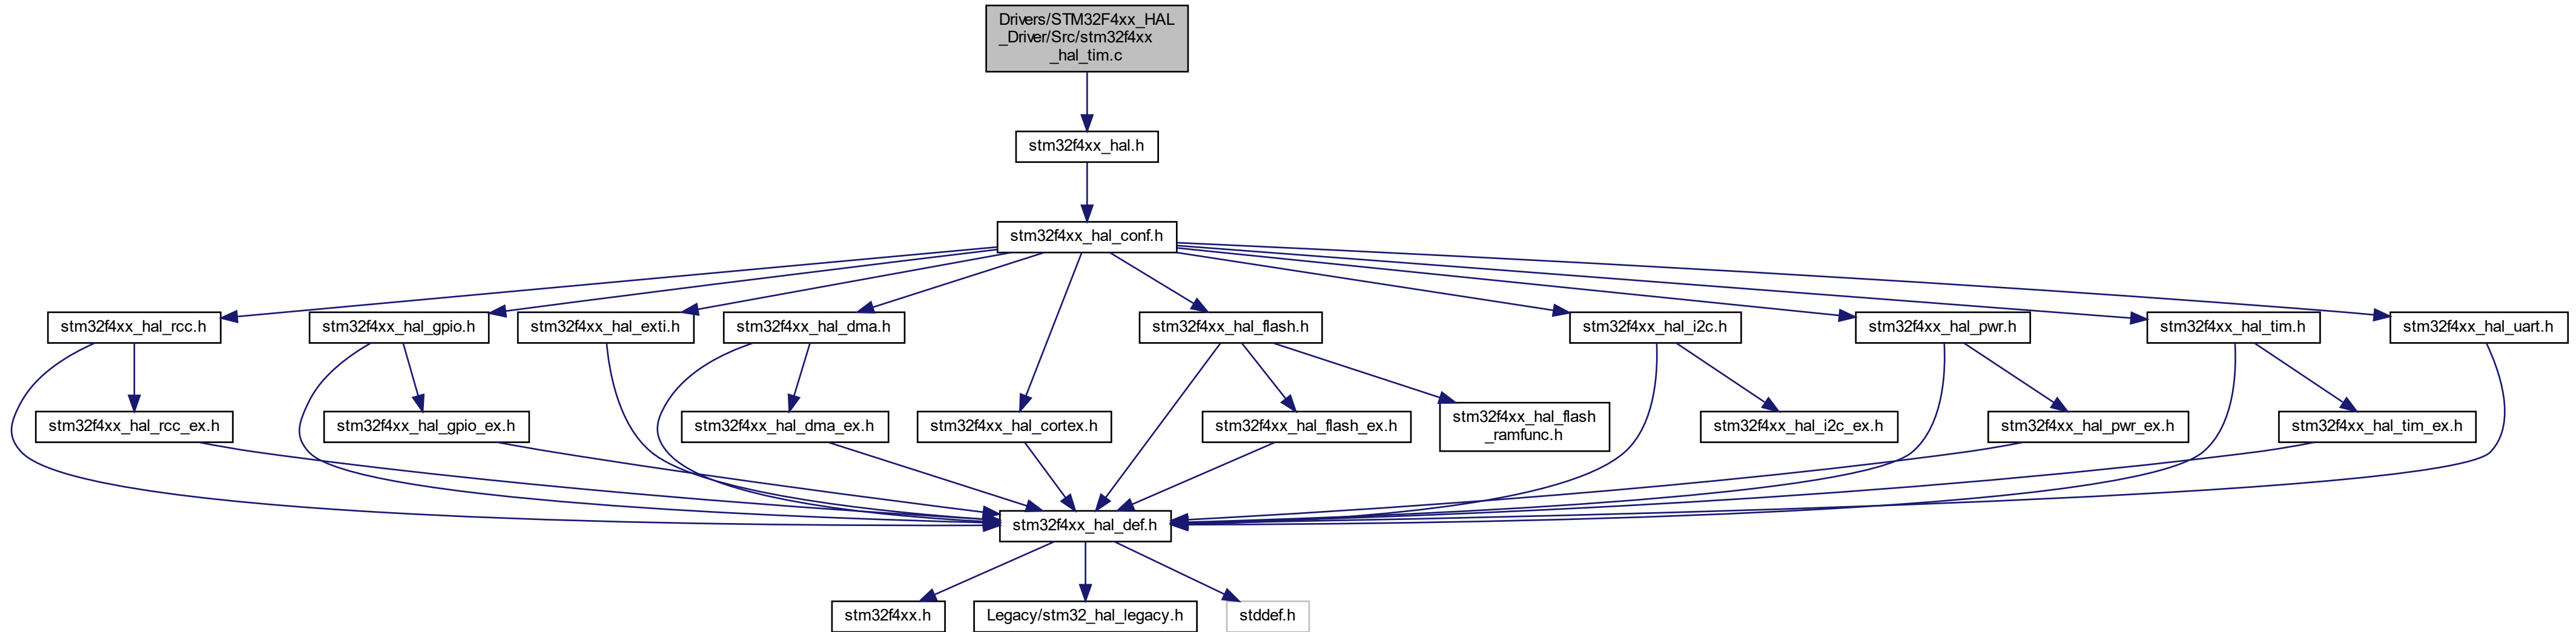 Drivers/STM32F4xx_HAL
_Driver/Src/stm32f4xx
_hal_tim.c
stm32f4xx_hal.h
stm32f4xx_hal_conf.h
stm32f4xx_hal_rcc.h
stm32f4xx_hal_gpio.h
stm32f4xx_hal_exti.h
stm32f4xx_hal_dma.h
stm32f4xx_hal_flash.h
stm32f4xx_hal_i2c.h
stm32f4xx_hal_pwr.h
stm32f4xx_hal_tim.h
stm32f4xx_hal_uart.h
stm32f4xx_hal_rcc_ex.h
stm32f4xx_hal_gpio_ex.h
stm32f4xx_hal_dma_ex.h
stm32f4xx_hal_cortex.h
stm32f4xx_hal_flash_ex.h
stm32f4xx_hal_flash
_ramfunc.h
stm32f4xx_hal_i2c_ex.h
stm32f4xx_hal_pwr_ex.h
stm32f4xx_hal_tim_ex.h
stm32f4xx_hal_def.h
stm32f4xx.h
Legacy/stm32_hal_legacy.h
stddef.h